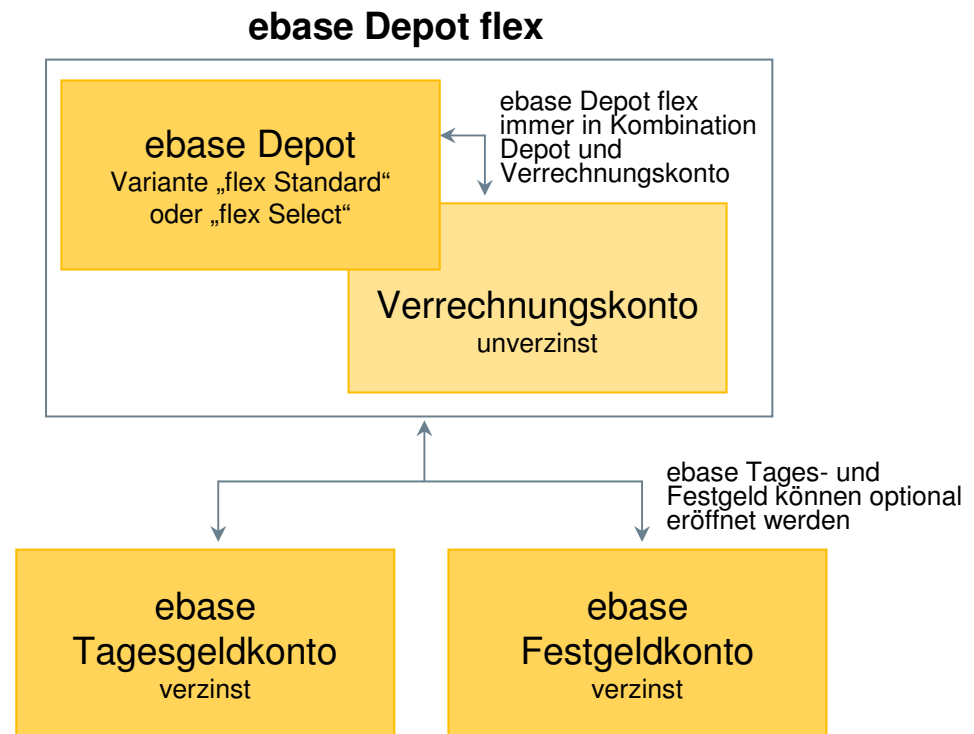 ebase Depot flex
ebase Depot
Variante „flex Standard“
oder „flex Select“
ebase Depot flex
immer in Kombination
Depot und
Verrechnungskonto
Verrechnungskonto
unverzinst
ebase Tages- und
Festgeld können optional
eröffnet werden
ebase
Tagesgeldkonto
verzinst
ebase
Festgeldkonto
verzinst